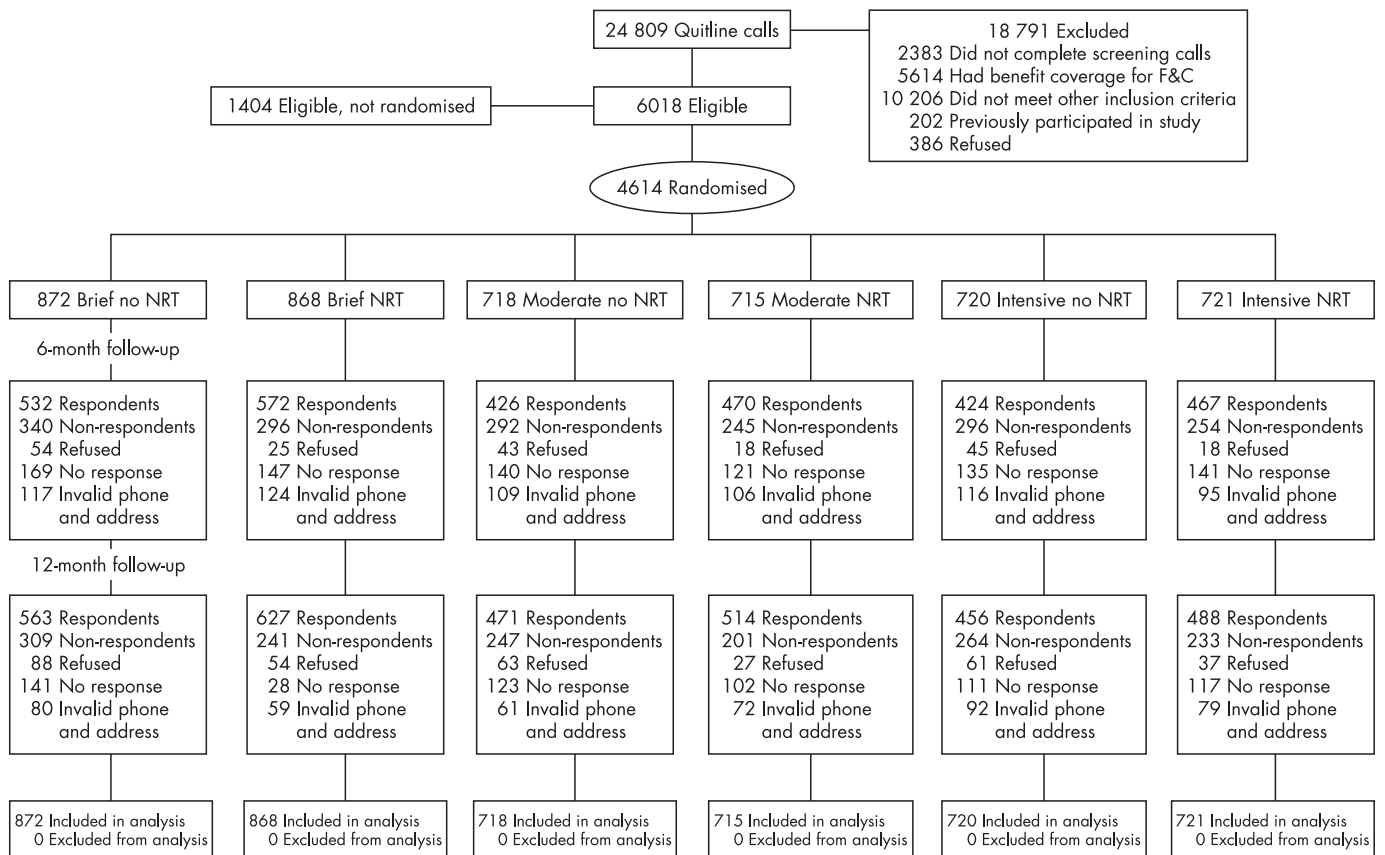 24 809 Quitline calls
18 791 Excluded
2383 Did not complete screening calls
5614 Had benefit coverage for F&C
10 206 Did not meet other inclusion criteria
202 Previously participated in study
386 Refused
1404 Eligible, not randomised
6018 Eligible
4614 Randomised
872 Brief no NRT
868 Brief NRT
718 Moderate no NRT
715 Moderate NRT
720 Intensive no NRT
721 Intensive NRT
6-month follow-up
532 Respondents
340 Non-respondents
54 Refused
169 No response
117 Invalid phone
and address
572 Respondents
296 Non-respondents
25 Refused
147 No response
124 Invalid phone
and address
426 Respondents
292 Non-respondents
43 Refused
140 No response
109 Invalid phone
and address
470 Respondents
245 Non-respondents
18 Refused
121 No response
106 Invalid phone
and address
424 Respondents
296 Non-respondents
45 Refused
135 No response
116 Invalid phone
and address
467 Respondents
254 Non-respondents
18 Refused
141 No response
95 Invalid phone
and address
12-month follow-up
563 Respondents
309 Non-respondents
88 Refused
141 No response
80 Invalid phone
and address
627 Respondents
241 Non-respondents
54 Refused
28 No response
59 Invalid phone
and address
471 Respondents
247 Non-respondents
63 Refused
123 No response
61 Invalid phone
and address
514 Respondents
201 Non-respondents
27 Refused
102 No response
72 Invalid phone
and address
456 Respondents
264 Non-respondents
61 Refused
111 No response
92 Invalid phone
and address
488 Respondents
233 Non-respondents
37 Refused
117 No response
79 Invalid phone
and address
872 Included in analysis
0 Excluded from analysis
868 Included in analysis
0 Excluded from analysis
718 Included in analysis
0 Excluded from analysis
715 Included in analysis
0 Excluded from analysis
720 Included in analysis
0 Excluded from analysis
721 Included in analysis
0 Excluded from analysis